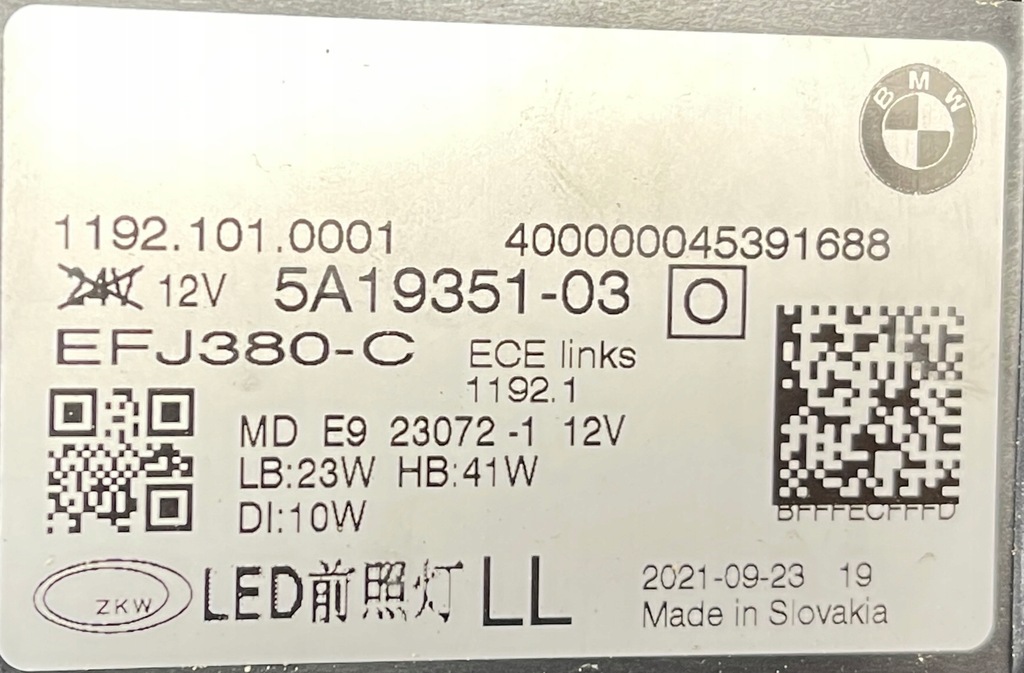 BMW
1192.101.0001 400000045391688
24V 12V 5A19351-03 O
EFJ380-C ECE links
1192.1
MD E9 23072 -1 12V
LB:23W HB:41W
DI:10W
BFFFECFFFD
ZKW LED前照灯 LL
2021-09-23 19
Made in Slovakia